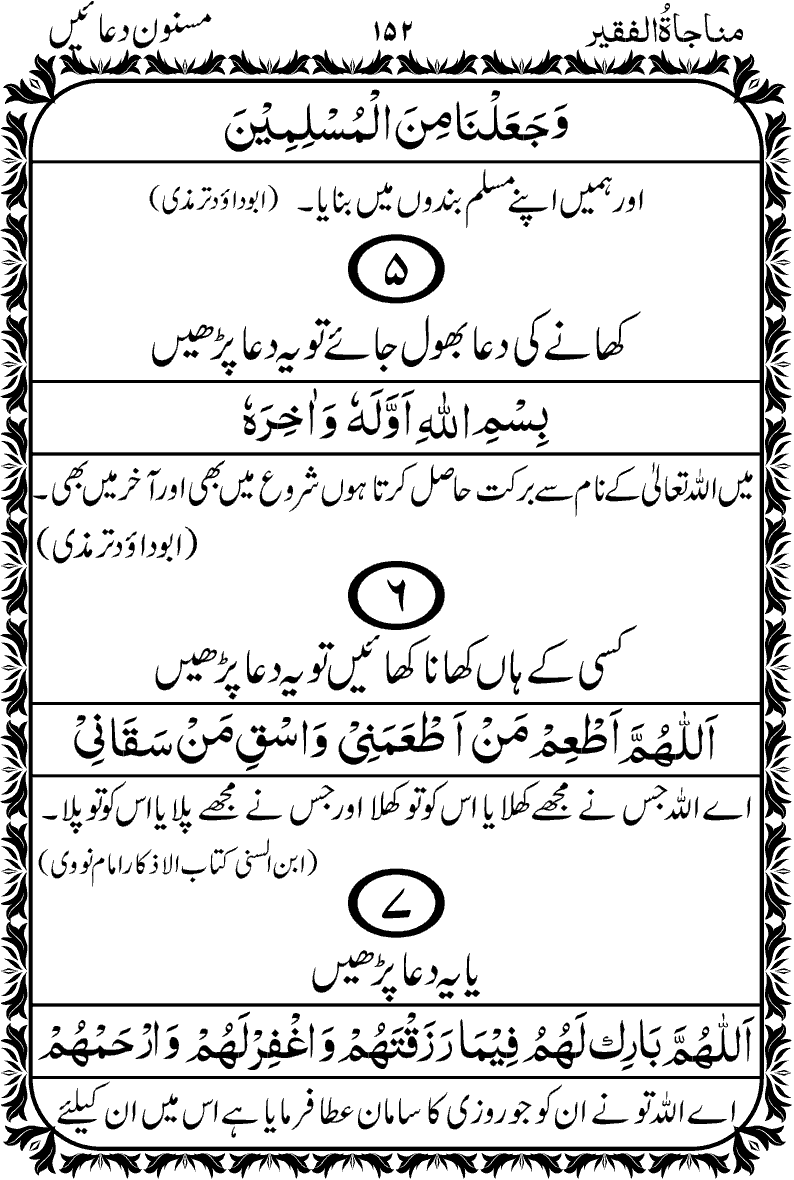 مناجاۃُ الفقیر ۱۵۲ مسنون دعائیں
وَجَعَلْنَا مِنَ الْمُسْلِمِيْنَ
اور ہمیں اپنے مسلم بندوں میں بنایا۔ (ابوداؤد ترمذی)
۵
کھانے کی دعا بھول جائے تو یہ دعا پڑھیں
بِسْمِ اللهِ اَوَّلَهٗ وَاٰخِرَهٗ
میں اللہ تعالیٰ کے نام سے برکت حاصل کرتا ہوں شروع میں بھی اور آخر میں بھی۔
(ابوداؤد ترمذی)
۶
کسی کے ہاں کھانا کھائیں تو یہ دعا پڑھیں
اَللّٰهُمَّ اَطْعِمْ مَنْ اَطْعَمَنِيْ وَاسْقِ مَنْ سَقَانِيْ
اے اللہ جس نے مجھے کھلایا اس کو تو کھلا اور جس نے مجھے پلایا اس کو تو پلا۔
(ابن السنی کتاب الاذکار امام نووی)
۷
یا یہ دعا پڑھیں
اَللّٰهُمَّ بَارِكْ لَهُمْ فِيْمَا رَزَقْتَهُمْ وَاغْفِرْلَهُمْ وَارْحَمْهُمْ
اے اللہ تو نے ان کو جو روزی کا سامان عطا فرمایا ہے اس میں ان کیلئے